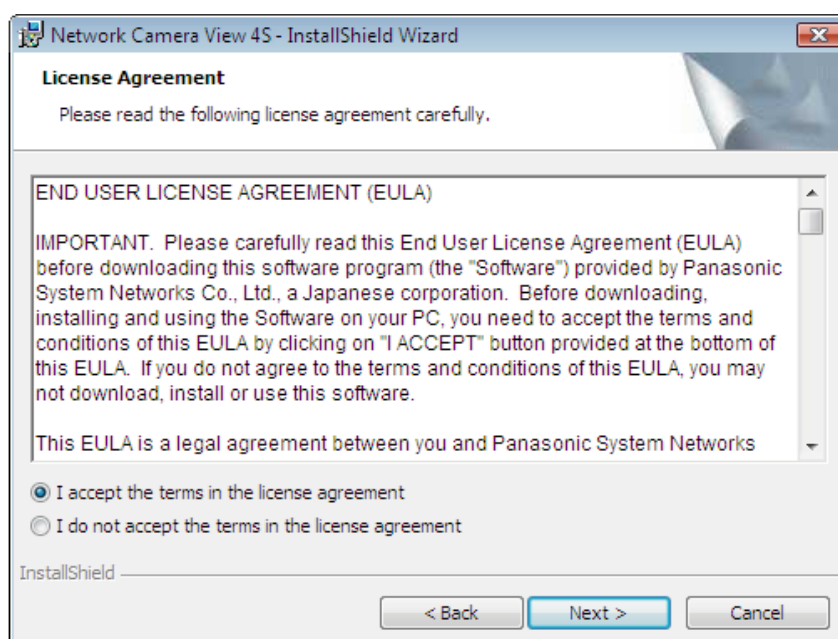 Network Camera View 4S - InstallShield Wizard
License Agreement
Please read the following license agreement carefully.
END USER LICENSE AGREEMENT (EULA)
IMPORTANT.  Please carefully read this End User License Agreement (EULA)
before downloading this software program (the "Software") provided by Panasonic
System Networks Co., Ltd., a Japanese corporation.  Before downloading,
installing and using the Software on your PC, you need to accept the terms and
conditions of this EULA by clicking on "I ACCEPT" button provided at the bottom of
this EULA.  If you do not agree to the terms and conditions of this EULA, you may
not download, install or use this software.
This EULA is a legal agreement between you and Panasonic System Networks
I accept the terms in the license agreement
I do not accept the terms in the license agreement
InstallShield
< Back
Next >
Cancel